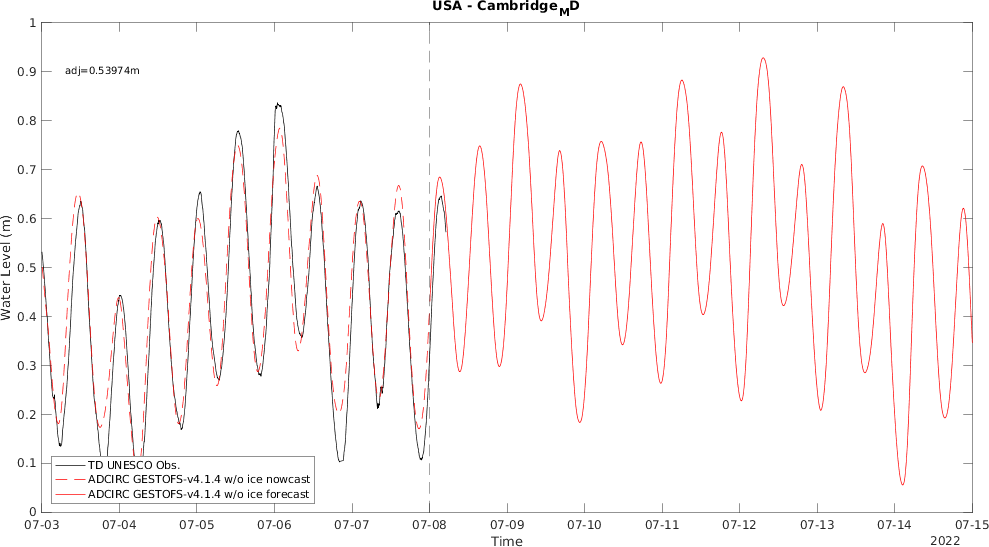 USA - Cambridge_MD
1
0.9
adj=0.53974m
0.8
0.7
0.6
0.5
0.4
0.3
0.2
0.1
0
Water Level (m)
TD UNESCO Obs.
ADCIRC GESTOFS-v4.1.4 w/o ice nowcast
ADCIRC GESTOFS-v4.1.4 w/o ice forecast
07-03 07-04 07-05 07-06 07-07 07-08 07-09 07-10 07-11 07-12 07-13 07-14 07-15
Time
2022